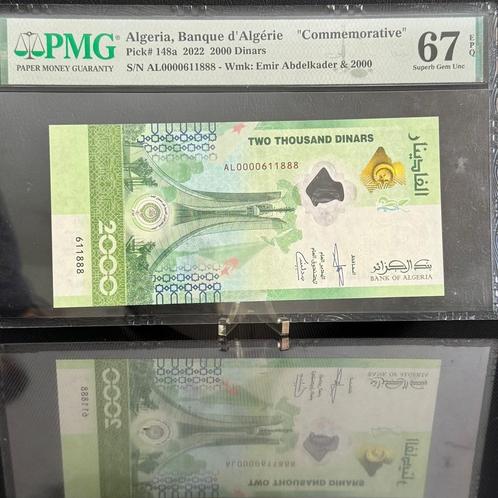 PMG
PAPER MONEY GUARANTY
Algeria, Banque d'Algérie "Commemorative"
Pick# 148a 2022 2000 Dinars
S/N AL0000611888 - Wmk: Emir Abdelkader & 2000
67 EPQ
Superb Gem Unc
TWO THOUSAND DINARS
AL0000611888
ألفا دينار
2000
611888
المحافظ
بنك الجزائر
BANK OF ALGERIA